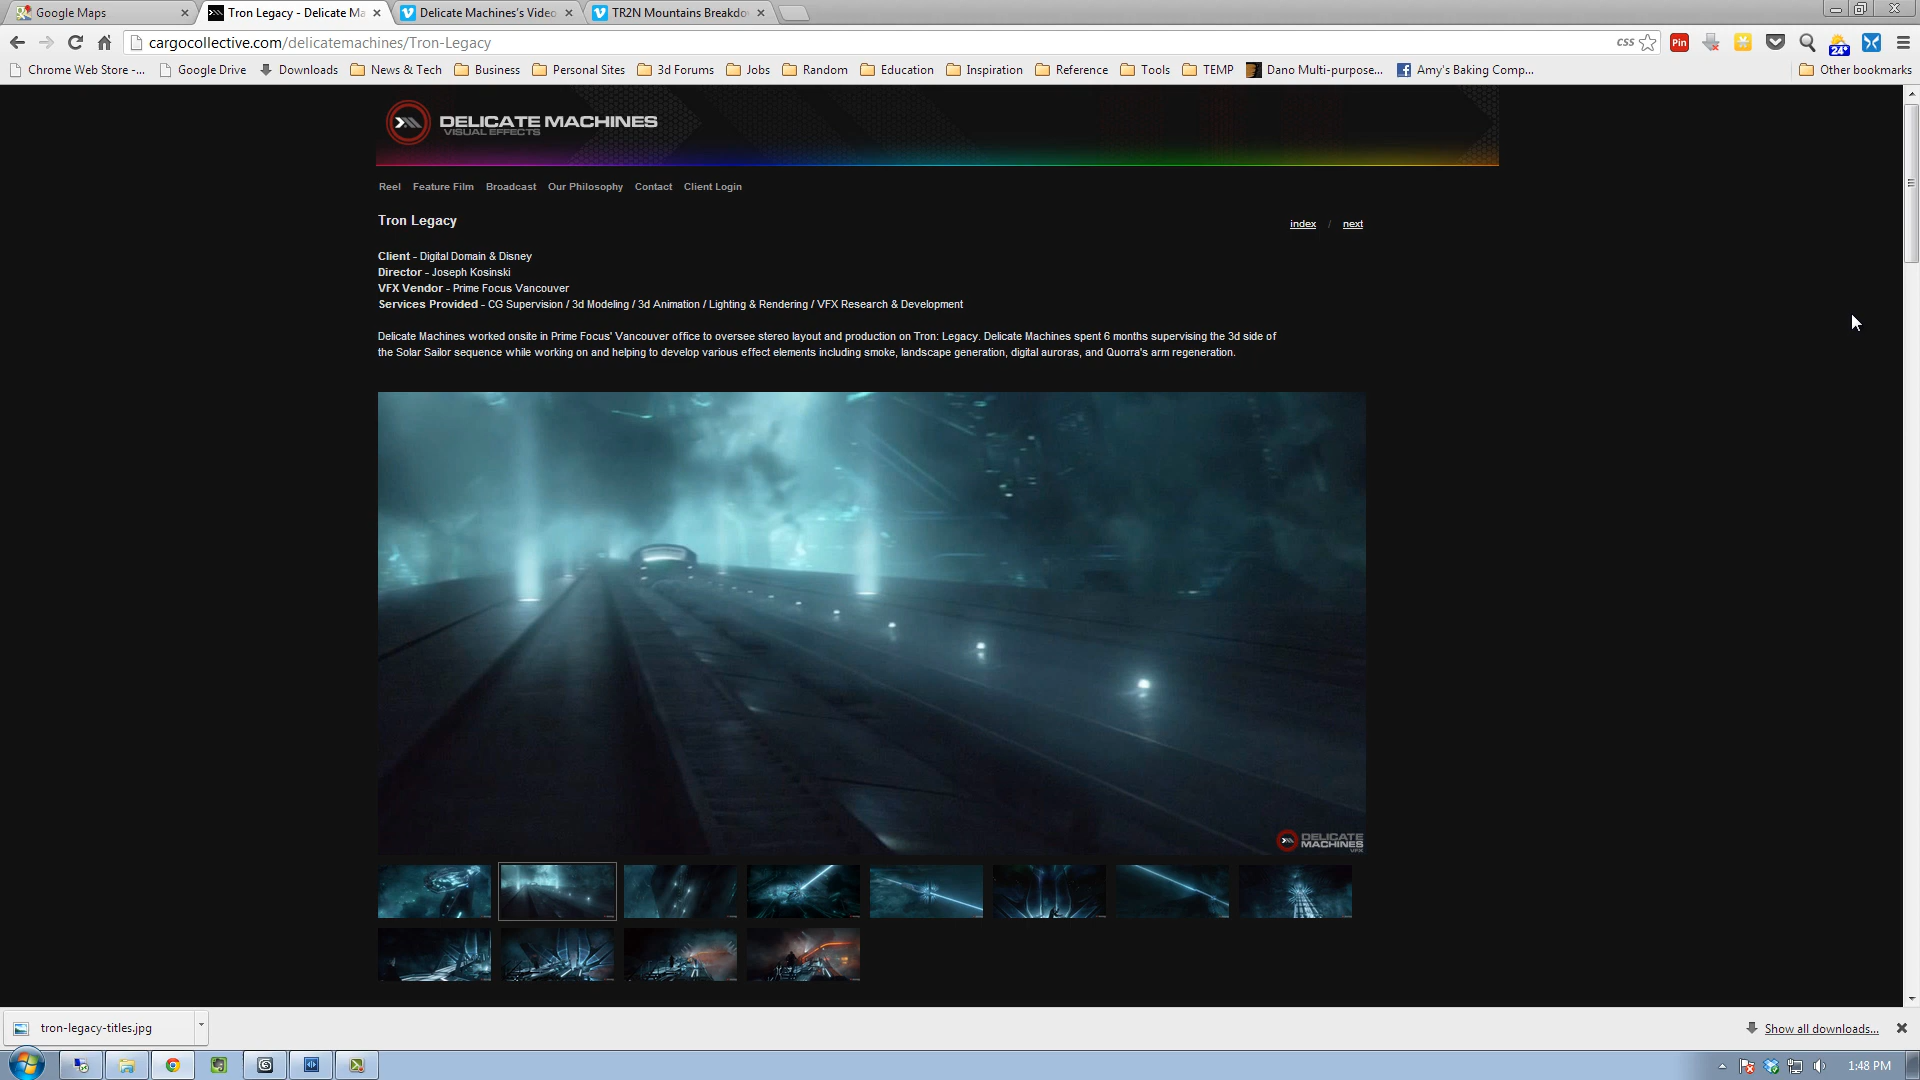 Google Maps
Tron Legacy - Delicate Ma
Delicate Machines's Video
TR2N Mountains Breakdo
cargocollective.com/delicatemachines/Tron-Legacy
css
Pin
24°
Chrome Web Store -...
Google Drive
Downloads
News & Tech
Business
Personal Sites
3d Forums
Jobs
Random
Education
Inspiration
Reference
Tools
TEMP
Dano Multi-purpose...
Amy's Baking Comp...
Other bookmarks
DELICATE MACHINES
VISUAL EFFECTS
Reel Feature Film Broadcast Our Philosophy Contact Client Login
Tron Legacy
index / next
Client - Digital Domain & Disney
Director - Joseph Kosinski
VFX Vendor - Prime Focus Vancouver
Services Provided - CG Supervision / 3d Modeling / 3d Animation / Lighting & Rendering / VFX Research & Development
Delicate Machines worked onsite in Prime Focus' Vancouver office to oversee stereo layout and production on Tron: Legacy. Delicate Machines spent 6 months supervising the 3d side of
the Solar Sailor sequence while working on and helping to develop various effect elements including smoke, landscape generation, digital auroras, and Quorra's arm regeneration.
DELICATE
MACHINES
VFX
tron-legacy-titles.jpg
Show all downloads...
1:48 PM